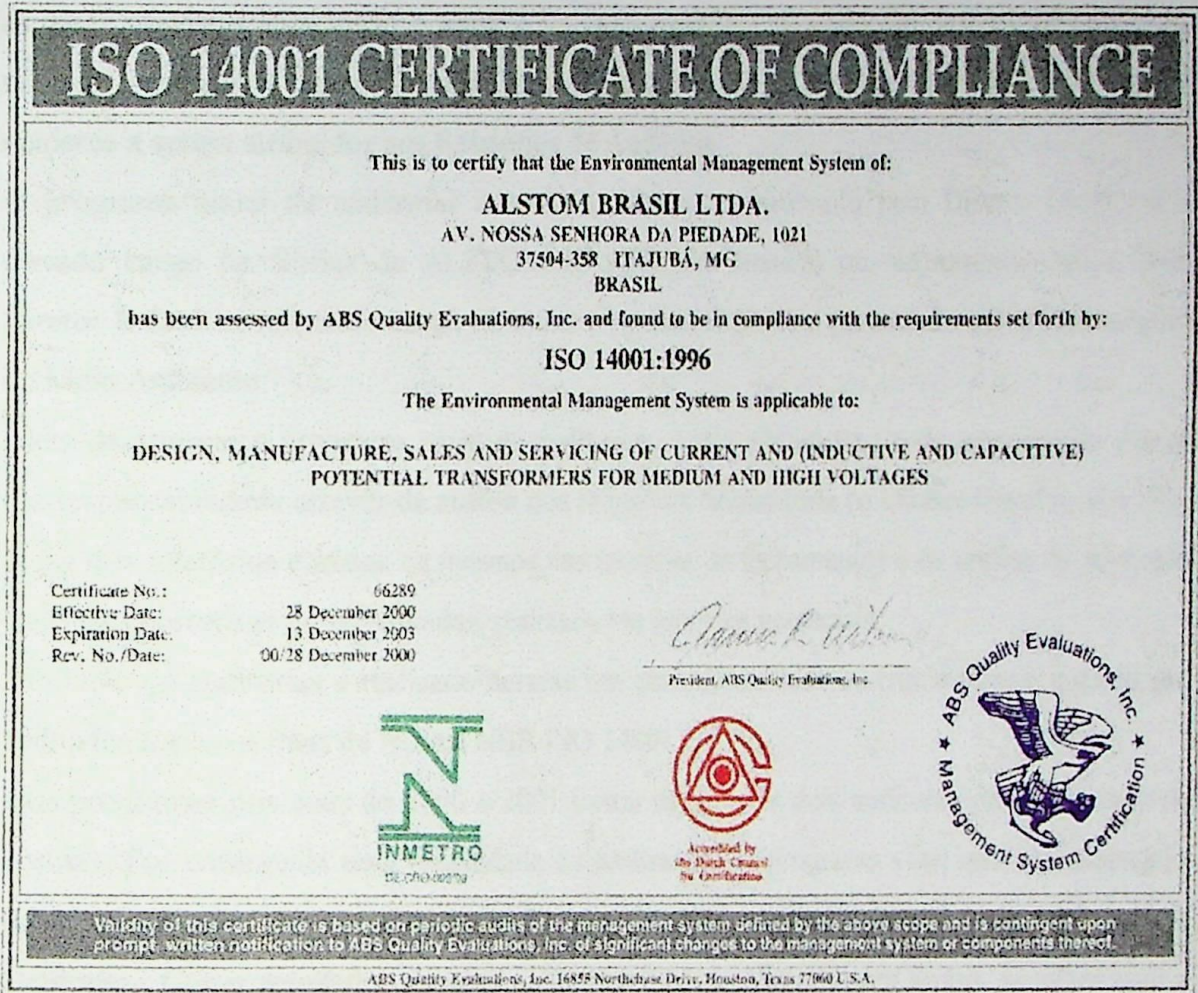 ISO 14001 CERTIFICATE OF COMPLIANCE
This is to certify that the Environmental Management System of:
ALSTOM BRASIL LTDA.
AV. NOSSA SENHORA DA PIEDADE, 1021
37504-358 ITAJUBÁ, MG
BRASIL
has been assessed by ABS Quality Evaluations, Inc. and found to be in compliance with the requirements set forth by:
ISO 14001:1996
The Environmental Management System is applicable to:
DESIGN, MANUFACTURE, SALES AND SERVICING OF CURRENT AND (INDUCTIVE AND CAPACITIVE)
POTENTIAL TRANSFORMERS FOR MEDIUM AND HIGH VOLTAGES
Certificate No.: 66289
Effective Date: 28 December 2000
Expiration Date: 13 December 2003
Rev. No./Date: 00/28 December 2000
President, ABS Quality Evaluations, Inc.
INMETRO
Accredited by
the Dutch Council
for Certification
ABS Quality Evaluations, Inc.
Management System Certification
Validity of this certificate is based on periodic audits of the management system defined by the above scope and is contingent upon
prompt, written notification to ABS Quality Evaluations, Inc. of significant changes to the management system or components thereof.
ABS Quality Evaluations, Inc. 16855 Northchase Drive, Houston, Texas 77060 U.S.A.